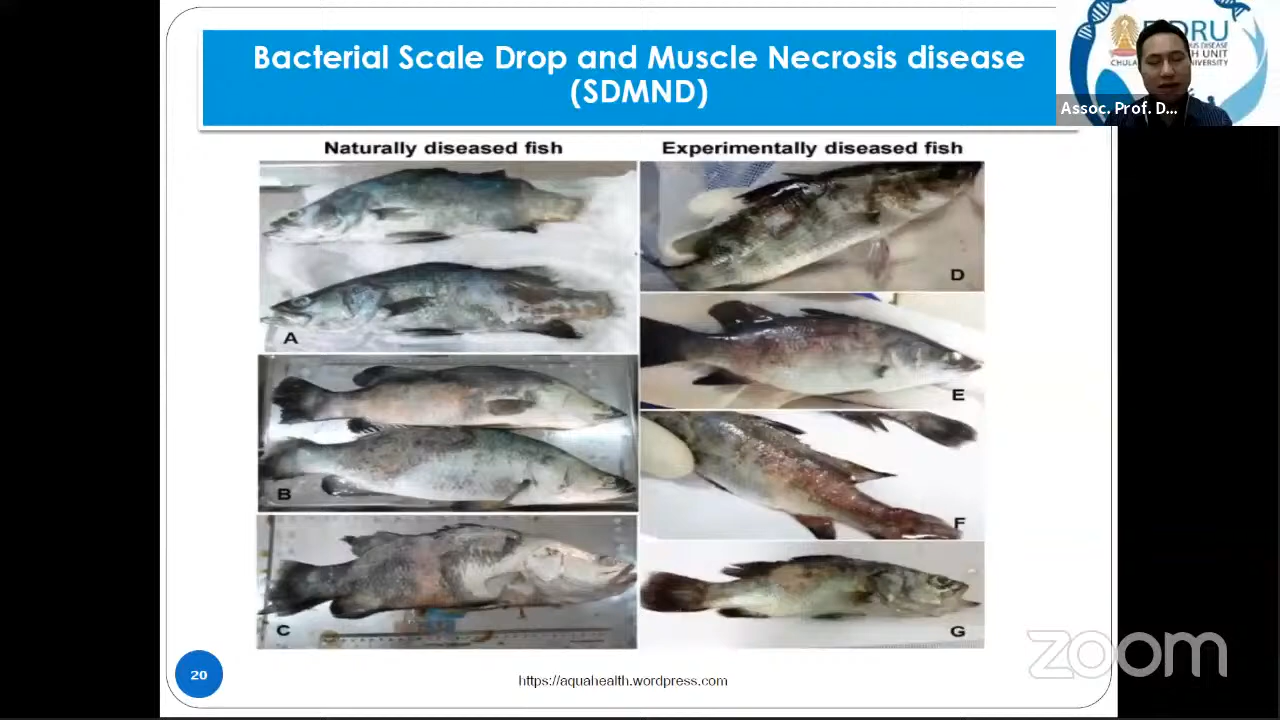 Bacterial Scale Drop and Muscle Necrosis disease
(SDMND)
Assoc. Prof. D...
Naturally diseased fish
Experimentally diseased fish
A
B
C
D
E
F
G
20
https://aquahealth.wordpress.com
zoom